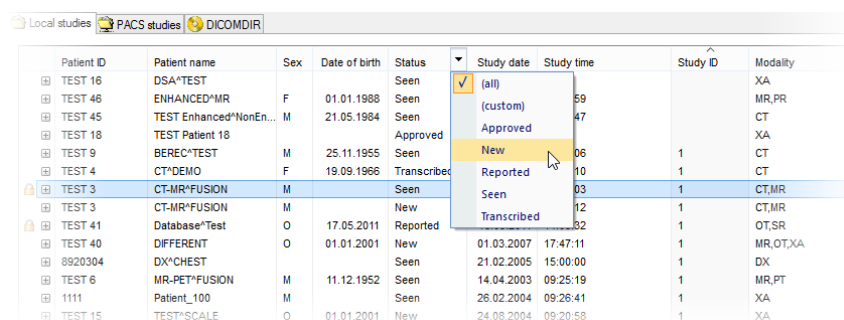 Local studies PACS studies DICOMDIR
Patient ID Patient name Sex Date of birth Status Study date Study time Study ID Modality
TEST 16 DSA^TEST Seen (all) XA
TEST 46 ENHANCED^MR F 01.01.1988 Seen (custom) 59 MR,PR
TEST 45 TEST Enhanced^NonEn... M 21.05.1984 Seen 47 CT
TEST 18 TEST Patient 18 Approved Approved XA
TEST 9 BEREC^TEST M 25.11.1955 Seen New 06 1 CT
TEST 4 CT^DEMO F 19.09.1966 Transcribed Reported 10 1 CT
TEST 3 CT-MR^FUSION M Seen Seen 03 1 CT,MR
TEST 3 CT-MR^FUSION M New Transcribed 12 1 CT,MR
TEST 41 Database^Test O 17.05.2011 Reported 32 1 OT,SR
TEST 40 DIFFERENT O 01.01.2001 New 01.03.2007 17:47:11 1 MR,OT,XA
8920304 DX^CHEST Seen 21.02.2005 15:00:00 1 DX
TEST 6 MR-PET^FUSION M 11.12.1952 Seen 14.04.2003 09:25:19 1 MR,PT
1111 Patient_100 M Seen 26.02.2004 09:26:41 1 XA
TEST 15 TEST^SCALE O 01.01.2001 New 24.08.2004 09:20:58 1 XA